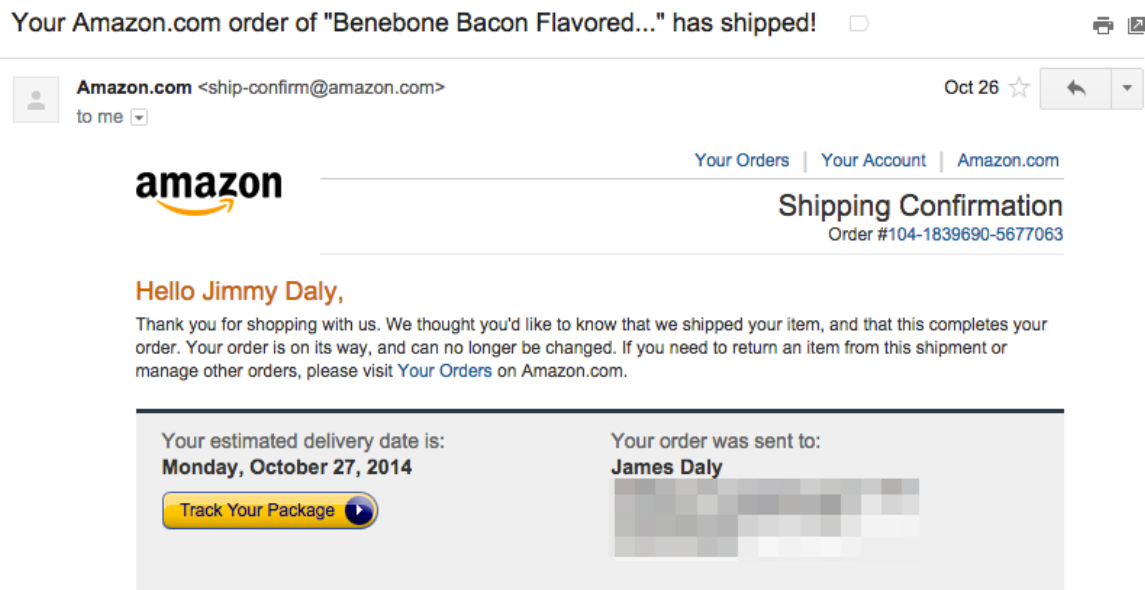 Your Amazon.com order of "Benebone Bacon Flavored..." has shipped!
Amazon.com <ship-confirm@amazon.com>
Oct 26
to me
Your Orders | Your Account | Amazon.com
amazon
Shipping Confirmation
Order #104-1839690-5677063
Hello Jimmy Daly,
Thank you for shopping with us. We thought you'd like to know that we shipped your item, and that this completes your
order. Your order is on its way, and can no longer be changed. If you need to return an item from this shipment or
manage other orders, please visit Your Orders on Amazon.com.
Your estimated delivery date is:
Monday, October 27, 2014
Track Your Package
Your order was sent to:
James Daly